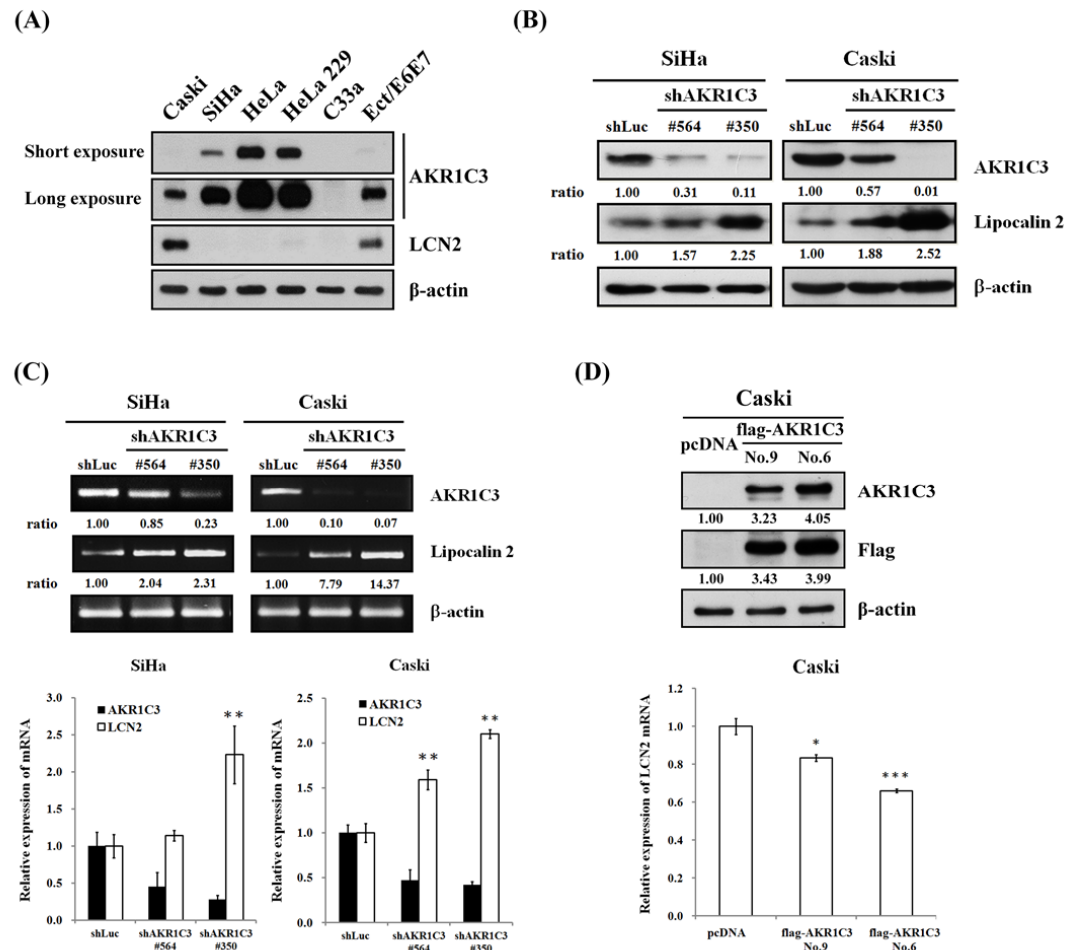 (A)
Caski SiHa HeLa HeLa 229 C33a Ect/E6E7
Short exposure
Long exposure
AKR1C3
LCN2
β-actin
(B)
SiHa Caski
shAKR1C3 shAKR1C3
shLuc #564 #350 shLuc #564 #350
AKR1C3
ratio 1.00 0.31 0.11 1.00 0.57 0.01
Lipocalin 2
ratio 1.00 1.57 2.25 1.00 1.88 2.52
β-actin
(C)
SiHa Caski
shAKR1C3 shAKR1C3
shLuc #564 #350 shLuc #564 #350
AKR1C3
ratio 1.00 0.85 0.23 1.00 0.10 0.07
Lipocalin 2
ratio 1.00 2.04 2.31 1.00 7.79 14.37
β-actin
SiHa
Relative expression of mRNA
3.0
2.5
2.0
1.5
1.0
0.5
0.0
AKR1C3
LCN2
**
shLuc shAKR1C3 shAKR1C3
#564 #350
Caski
Relative expression of mRNA
2.5
2.0
1.5
1.0
0.5
0.0
AKR1C3
LCN2
** **
shLuc shAKR1C3 shAKR1C3
#564 #350
(D)
Caski
flag-AKR1C3
pcDNA
No.9 No.6
AKR1C3
1.00 3.23 4.05
Flag
1.00 3.43 3.99
β-actin
Caski
Relative expression of LCN2 mRNA
1.2
1.0
0.8
0.6
0.4
0.2
0.0
*
***
pcDNA flag-AKR1C3 flag-AKR1C3
No.9 No.6